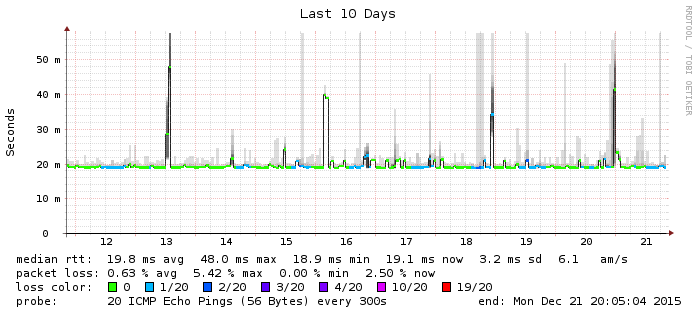 Last 10 Days
RRDTOOL / TOBI OETIKER
Seconds
50 m
40 m
30 m
20 m
10 m
0
12 13 14 15 16 17 18 19 20 21
median rtt: 19.8 ms avg 48.0 ms max 18.9 ms min 19.1 ms now 3.2 ms sd 6.1 am/s
packet loss: 0.63 % avg 5.42 % max 0.00 % min 2.50 % now
loss color: 0 1/20 2/20 3/20 4/20 10/20 19/20
probe: 20 ICMP Echo Pings (56 Bytes) every 300s end: Mon Dec 21 20:05:04 2015